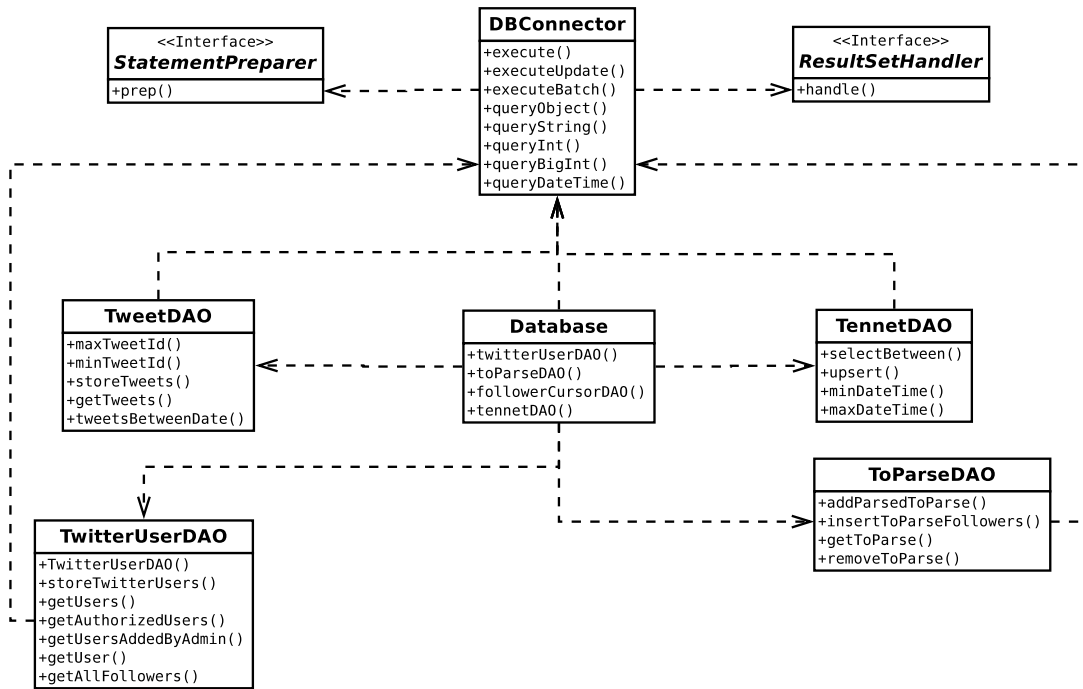 <<Interface>>
StatementPreparer
+prep()
DBConnector
+execute()
+executeUpdate()
+executeBatch()
+queryObject()
+queryString()
+queryInt()
+queryBigInt()
+queryDateTime()
<<Interface>>
ResultSetHandler
+handle()
TweetDAO
+maxTweetId()
+minTweetId()
+storeTweets()
+getTweets()
+tweetsBetweenDate()
Database
+twitterUserDAO()
+toParseDAO()
+followerCursorDAO()
+tennetDAO()
TennetDAO
+selectBetween()
+upsert()
+minDateTime()
+maxDateTime()
TwitterUserDAO
+TwitterUserDAO()
+storeTwitterUsers()
+getUsers()
+getAuthorizedUsers()
+getUsersAddedByAdmin()
+getUser()
+getAllFollowers()
ToParseDAO
+addParsedToParse()
+insertToParseFollowers()
+getToParse()
+removeToParse()